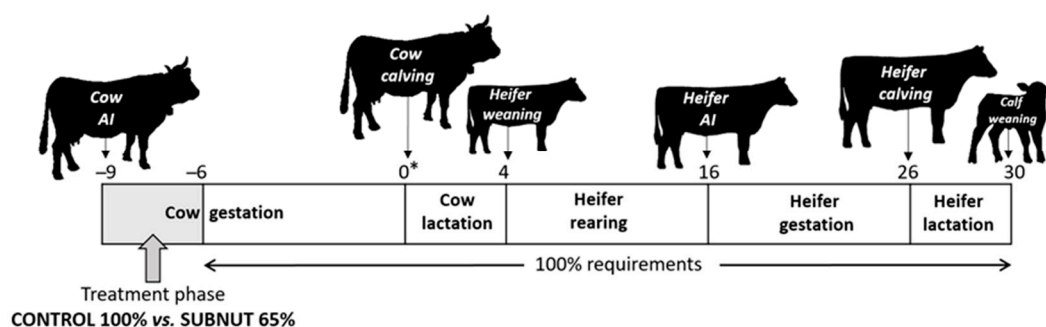 Cow
AI
Cow
calving
Heifer
weaning
Heifer
AI
Heifer
calving
Calf
weaning
–9
–6
0*
4
16
26
30
Cow gestation
Cow
lactation
Heifer
rearing
Heifer
gestation
Heifer
lactation
100% requirements
Treatment phase
CONTROL 100% vs. SUBNUT 65%